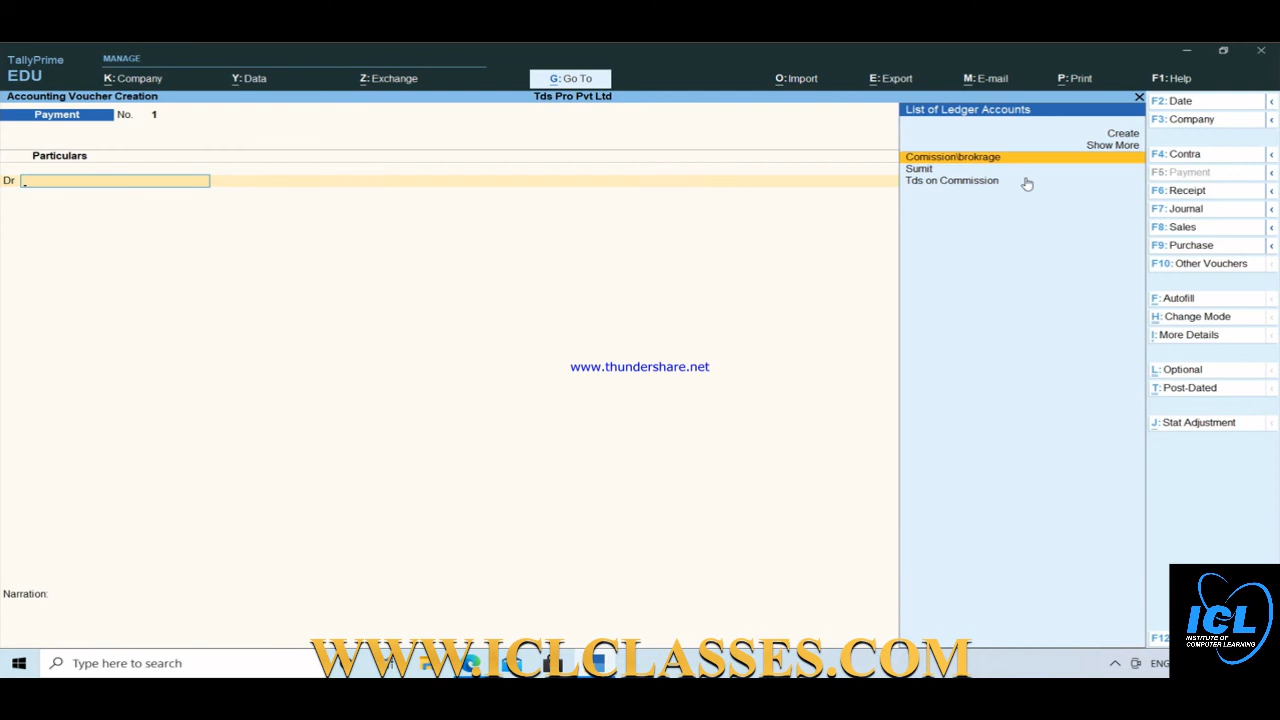 TallyPrime
EDU
MANAGE
K: Company
Y: Data
Z: Exchange
G: Go To
O: Import
E: Export
M: E-mail
P: Print
F1: Help
Accounting Voucher Creation
Tds Pro Pvt Ltd
Payment No. 1
Particulars
Dr
List of Ledger Accounts
Create
Show More
Comission\brokrage
Sumit
Tds on Commission
F2: Date
F3: Company
F4: Contra
F5: Payment
F6: Receipt
F7: Journal
F8: Sales
F9: Purchase
F10: Other Vouchers
F: Autofill
H: Change Mode
I: More Details
L: Optional
T: Post-Dated
J: Stat Adjustment
www.thundershare.net
Narration:
F12
ICL
INSTITUTE OF
COMPUTER LEARNING
WWW.ICLCLASSES.COM
Type here to search
ENG